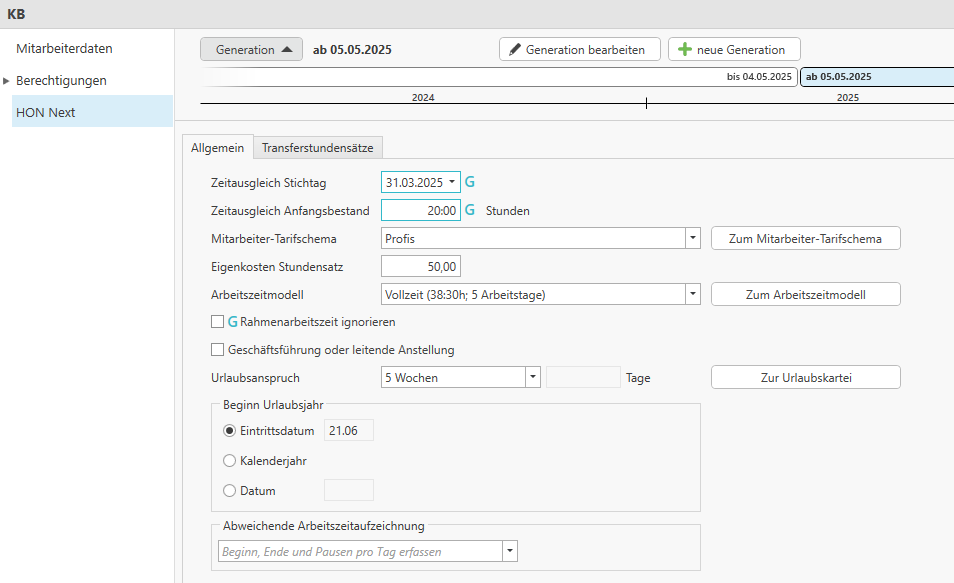 KB
Mitarbeiterdaten
Berechtigungen
HON Next
Generation ab 05.05.2025 Generation bearbeiten neue Generation
bis 04.05.2025 ab 05.05.2025
2024 2025
Allgemein Transferstundensätze
Zeitausgleich Stichtag 31.03.2025 G
Zeitausgleich Anfangsbestand 20:00 G Stunden
Mitarbeiter-Tarifschema Profis Zum Mitarbeiter-Tarifschema
Eigenkosten Stundensatz 50,00
Arbeitszeitmodell Vollzeit (38:30h; 5 Arbeitstage) Zum Arbeitszeitmodell
G Rahmenarbeitszeit ignorieren
Geschäftsführung oder leitende Anstellung
Urlaubsanspruch 5 Wochen Tage Zur Urlaubskartei
Beginn Urlaubsjahr
Eintrittsdatum 21.06
Kalenderjahr
Datum
Abweichende Arbeitszeitaufzeichnung
Beginn, Ende und Pausen pro Tag erfassen